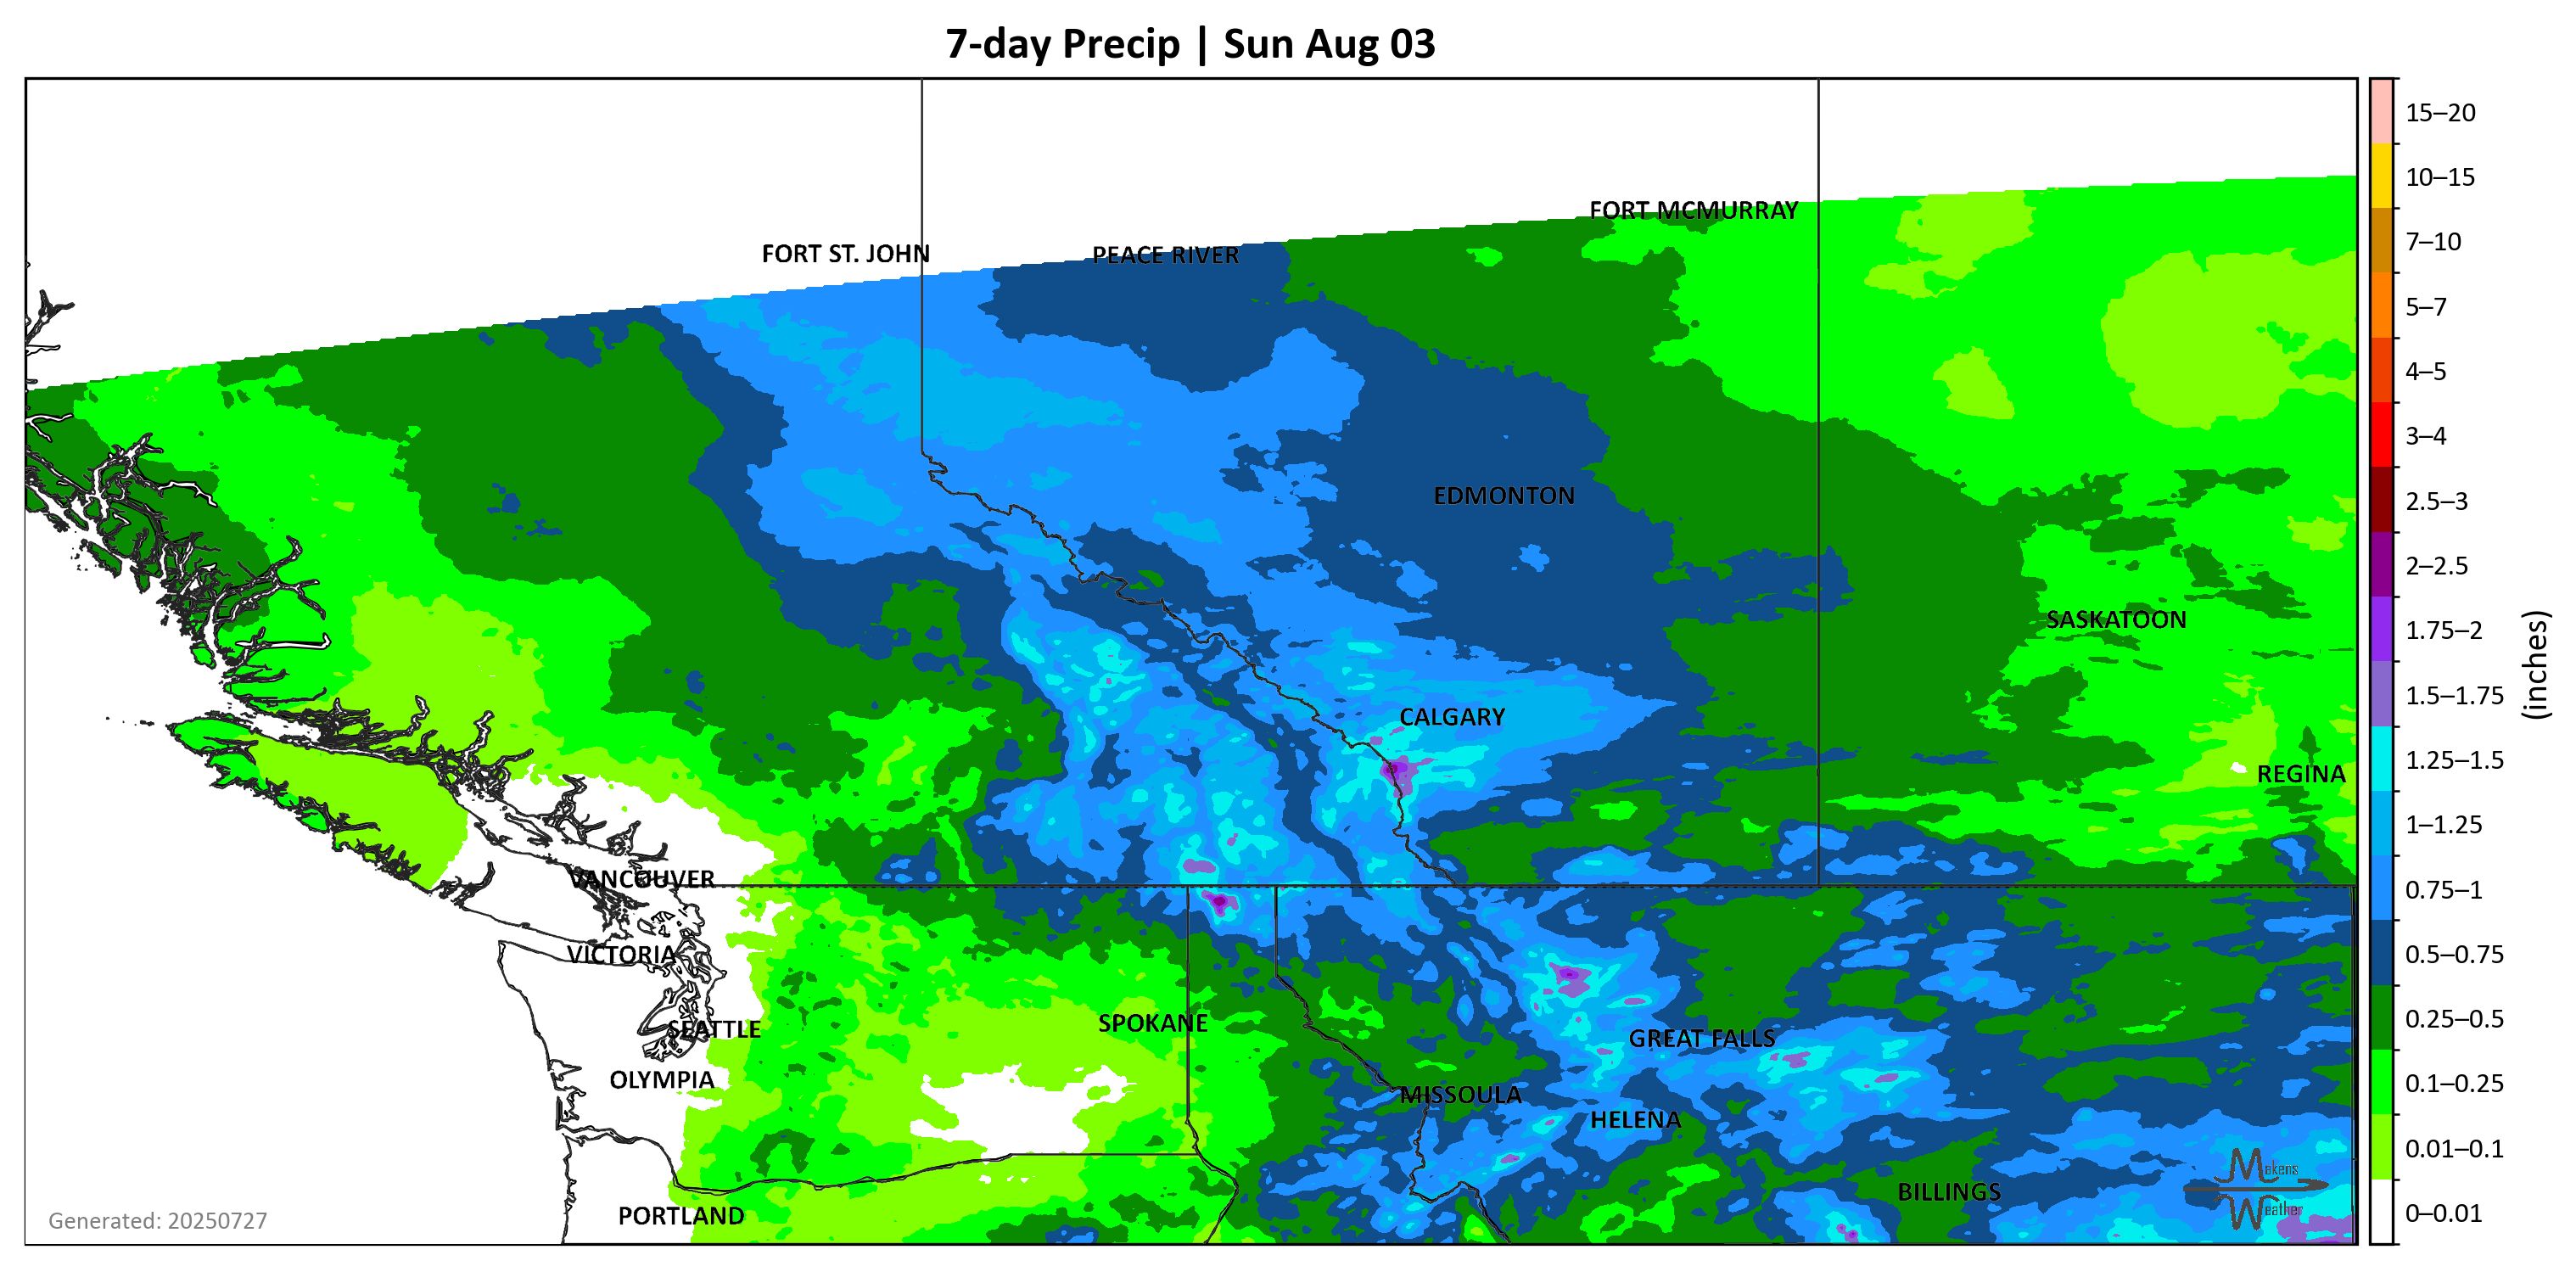 7-day Precip | Sun Aug 03
FORT MCMURRAY
FORT ST. JOHN
PEACE RIVER
EDMONTON
SASKATOON
CALGARY
REGINA
VANCOUVER
VICTORIA
SPOKANE
SEATTLE
GREAT FALLS
OLYMPIA
MISSOULA
HELENA
BILLINGS
PORTLAND
Mekens
Weather
Generated: 20250727
15–20
10–15
7–10
5–7
4–5
3–4
2.5–3
2–2.5
1.75–2
1.5–1.75
1.25–1.5
1–1.25
0.75–1
0.5–0.75
0.25–0.5
0.1–0.25
0.01–0.1
0–0.01
(inches)